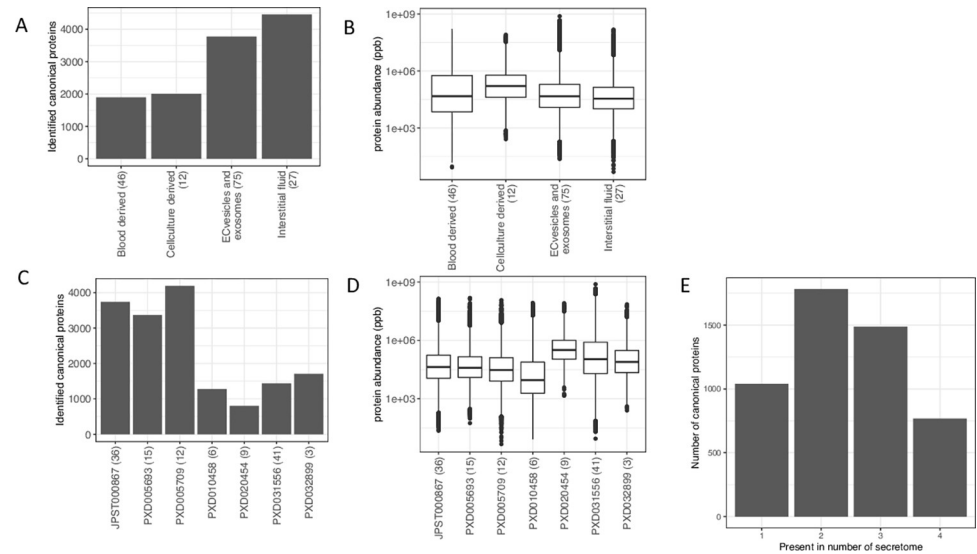 A
Identified canonical proteins
4000
3000
2000
1000
0
Blood derived (46)
Cellculture derived
(12)
ECvesicles and
exosomes (75)
Interstitial fluid
(27)
B
protein abundance (ppb)
1e+09
1e+06
1e+03
Blood derived (46)
Cellculture derived
(12)
ECvesicles and
exosomes (75)
Interstitial fluid
(27)
C
Identified canonical proteins
4000
3000
2000
1000
0
JPST000867 (36)
PXD005693 (15)
PXD005709 (12)
PXD010458 (6)
PXD020454 (9)
PXD031556 (41)
PXD032899 (3)
D
protein abundance (ppb)
1e+09
1e+06
1e+03
JPST000867 (36)
PXD005693 (15)
PXD005709 (12)
PXD010458 (6)
PXD020454 (9)
PXD031556 (41)
PXD032899 (3)
E
Number of canonical proteins
1500
1000
500
0
1 2 3 4
Present in number of secretome